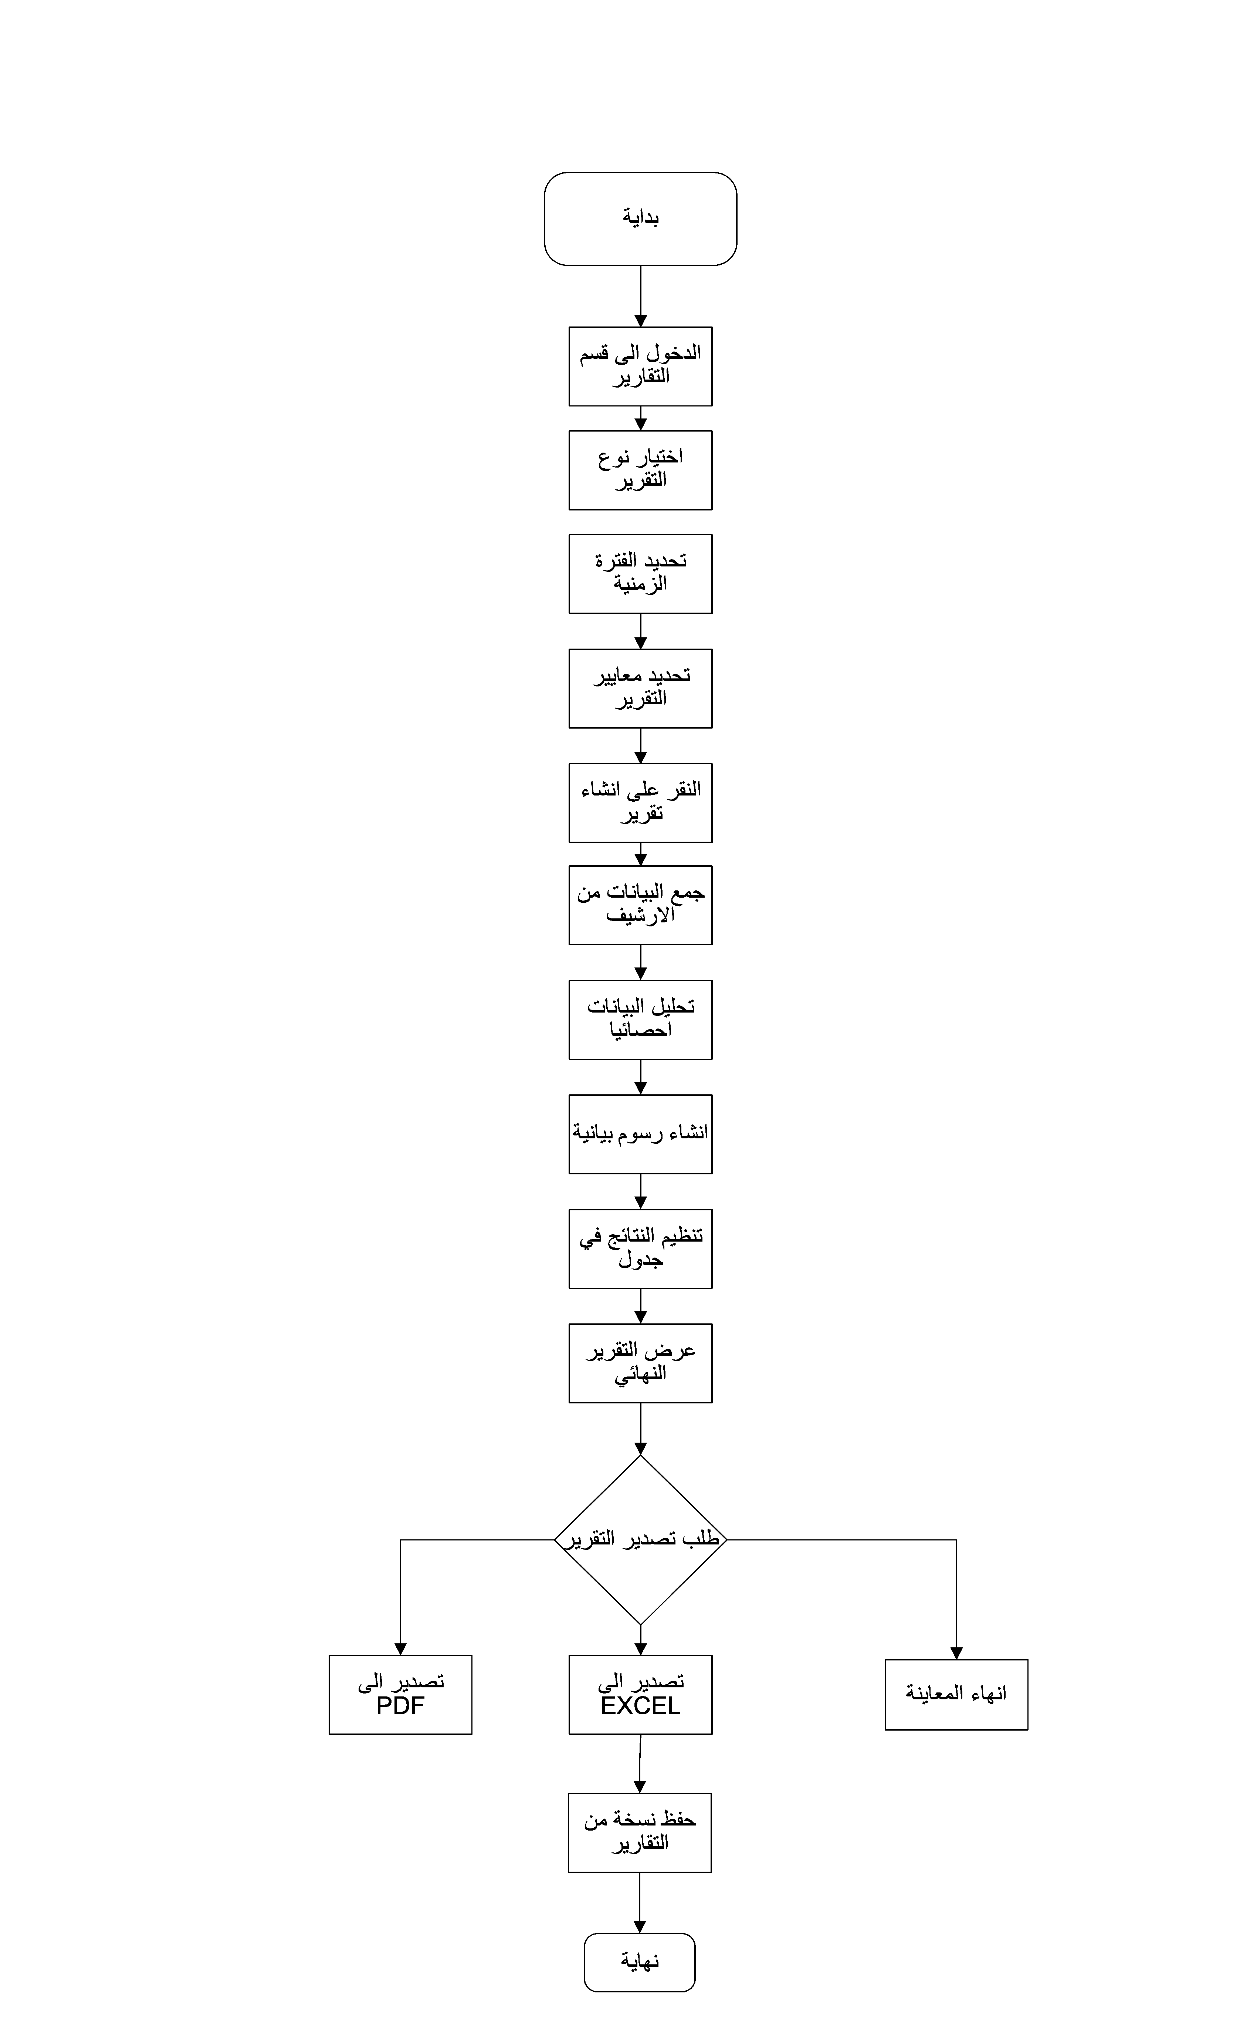 بداية
الدخول الى قسم
التقارير
اختيار نوع
التقرير
تحديد الفترة
الزمنية
تحديد معايير
التقرير
النقر على انشاء
تقرير
جمع البيانات من
الارشيف
تحليل البيانات
احصائيا
انشاء رسوم بيانية
تنظيم النتائج في
جدول
عرض التقرير
النهائي
طلب تصدير التقرير
انهاء المعاينة
تصدير الى
EXCEL
تصدير الى
PDF
حفظ نسخة من
التقارير
نهاية